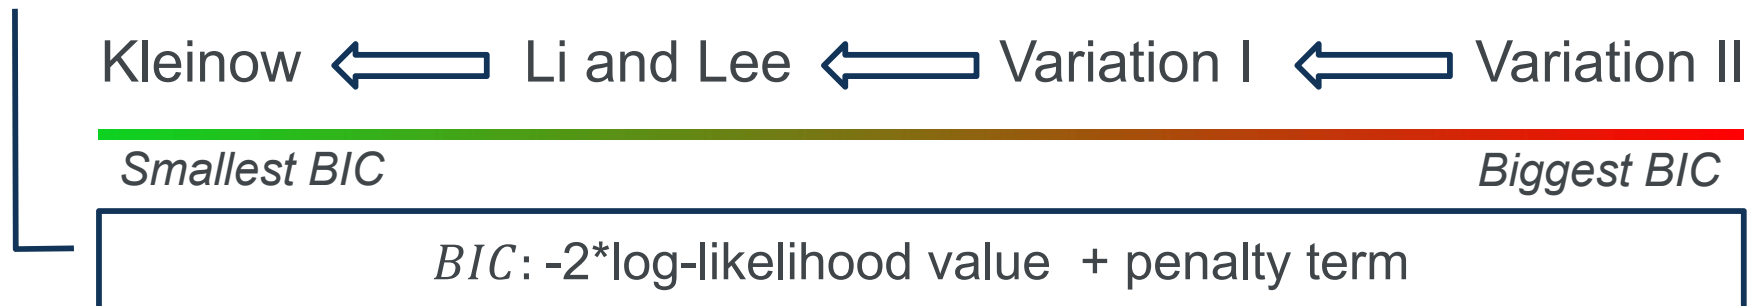 Kleinow Li and Lee Variation I Variation II
Smallest BIC Biggest BIC
BIC: -2*log-likelihood value + penalty term